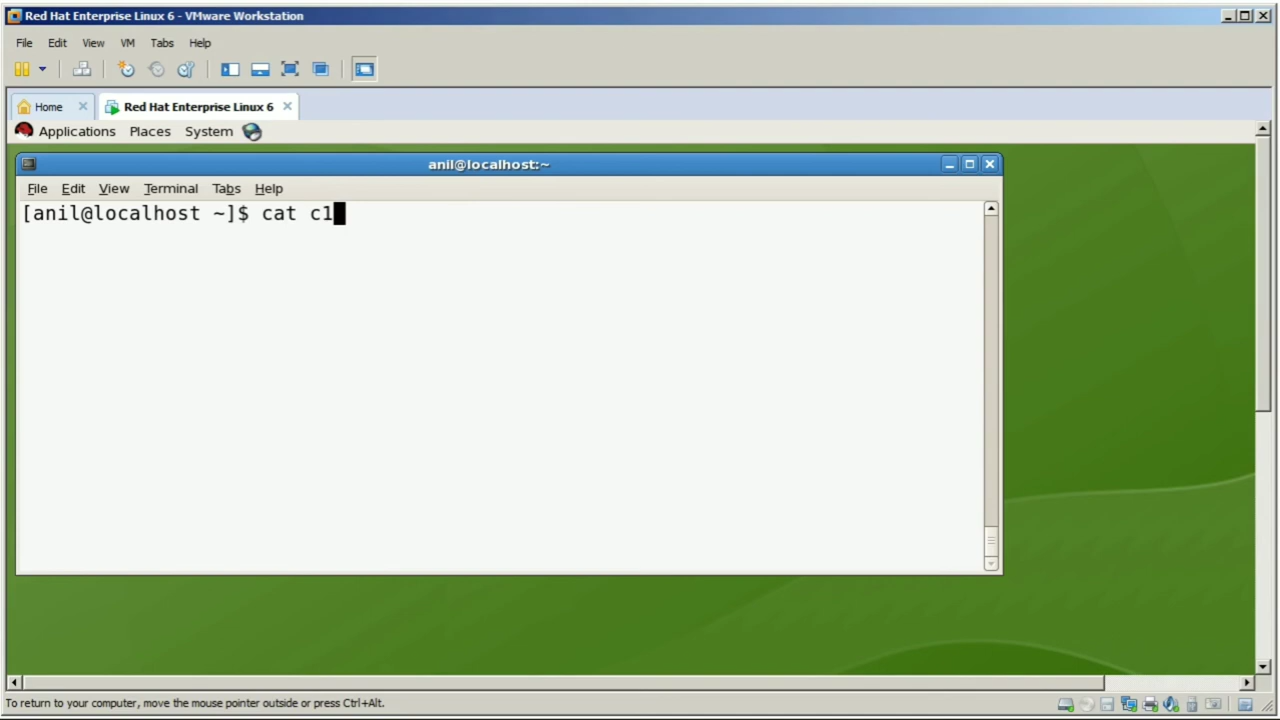 Red Hat Enterprise Linux 6 - VMware Workstation
File Edit View VM Tabs Help
Home Red Hat Enterprise Linux 6
Applications Places System
anil@localhost:~
File Edit View Terminal Tabs Help
[anil@localhost ~]$ cat c1
To return to your computer, move the mouse pointer outside or press Ctrl+Alt.